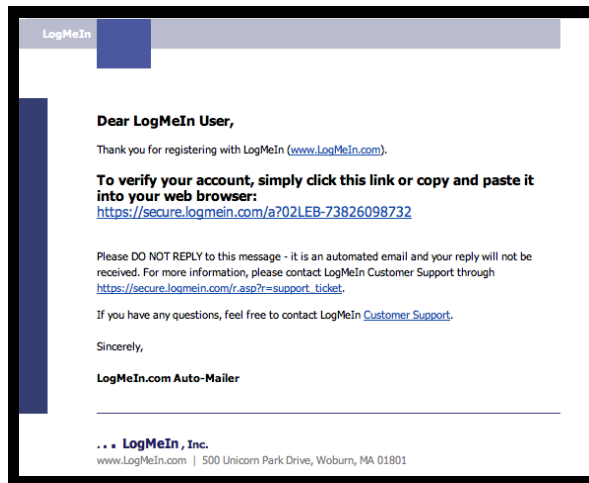 LogMeIn
Dear LogMeIn User,
Thank you for registering with LogMeIn (www.LogMeIn.com).
To verify your account, simply click this link or copy and paste it
into your web browser:
https://secure.logmein.com/a?02LEB-73826098732
Please DO NOT REPLY to this message - it is an automated email and your reply will not be
received. For more information, please contact LogMeIn Customer Support through
https://secure.logmein.com/r.asp?r=support_ticket.
If you have any questions, feel free to contact LogMeIn Customer Support.
Sincerely,
LogMeIn.com Auto-Mailer
... LogMeIn, Inc.
www.LogMeIn.com | 500 Unicorn Park Drive, Woburn, MA 01801